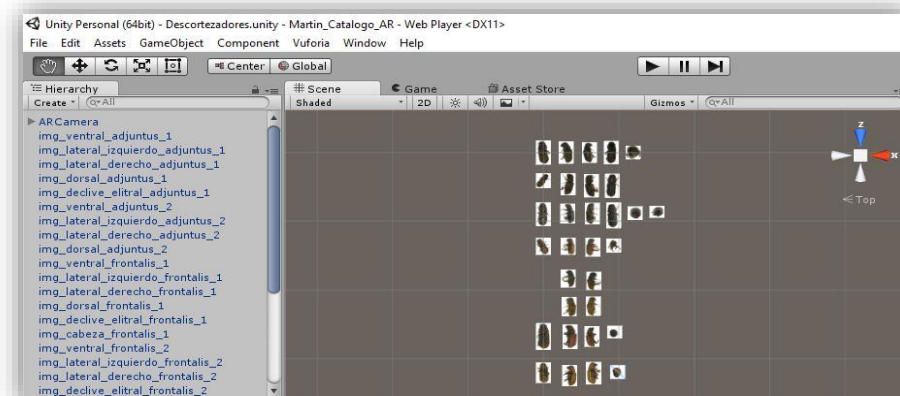 Unity Personal (64bit) - Descortezadores.unity - Martin_Catalogo_AR - Web Player <DX11>
File Edit Assets GameObject Component Vuforia Window Help
Center Global
Hierarchy
Create All
ARCamera
img_ventral_adjuntus_1
img_lateral_izquierdo_adjuntus_1
img_lateral_derecho_adjuntus_1
img_dorsal_adjuntus_1
img_declive_elitral_adjuntus_1
img_ventral_adjuntus_2
img_lateral_izquierdo_adjuntus_2
img_lateral_derecho_adjuntus_2
img_dorsal_adjuntus_2
img_ventral_frontalis_1
img_lateral_izquierdo_frontalis_1
img_lateral_derecho_frontalis_1
img_dorsal_frontalis_1
img_declive_elitral_frontalis_1
img_cabeza_frontalis_1
img_ventral_frontalis_2
img_lateral_izquierdo_frontalis_2
img_lateral_derecho_frontalis_2
img_declive_elitral_frontalis_2
Scene Game Asset Store
Shaded 2D Gizmos All
z
x
Top